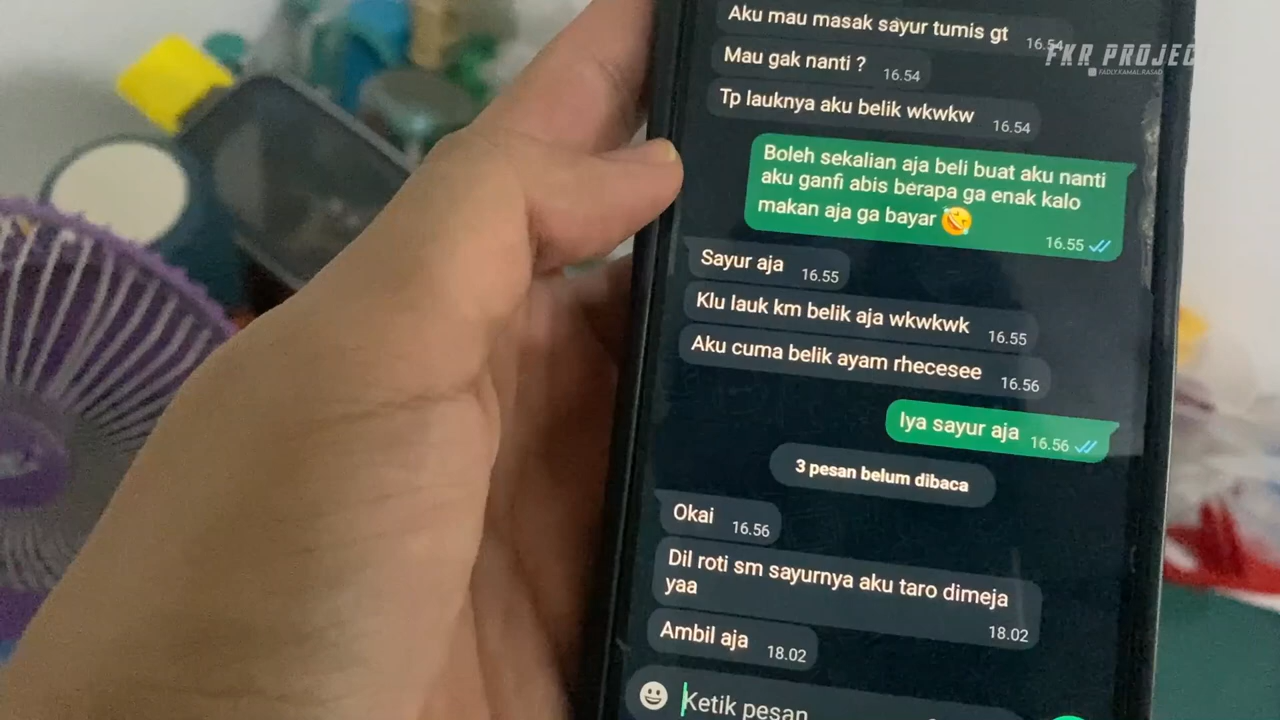 Aku mau masak sayur tumis gt 16.54
FKR PROJEC
FADLY.KAMAL.RASAD
Mau gak nanti ? 16.54
Tp lauknya aku belik wkwkw 16.54
Boleh sekalian aja beli buat aku nanti
aku ganfi abis berapa ga enak kalo
makan aja ga bayar 🤣
16.55
Sayur aja 16.55
Klu lauk km belik aja wkwkwk 16.55
Aku cuma belik ayam rhecesee 16.56
Iya sayur aja 16.56
3 pesan belum dibaca
Okai 16.56
Dil roti sm sayurnya aku taro dimeja
yaa
18.02
Ambil aja 18.02
Ketik pesan